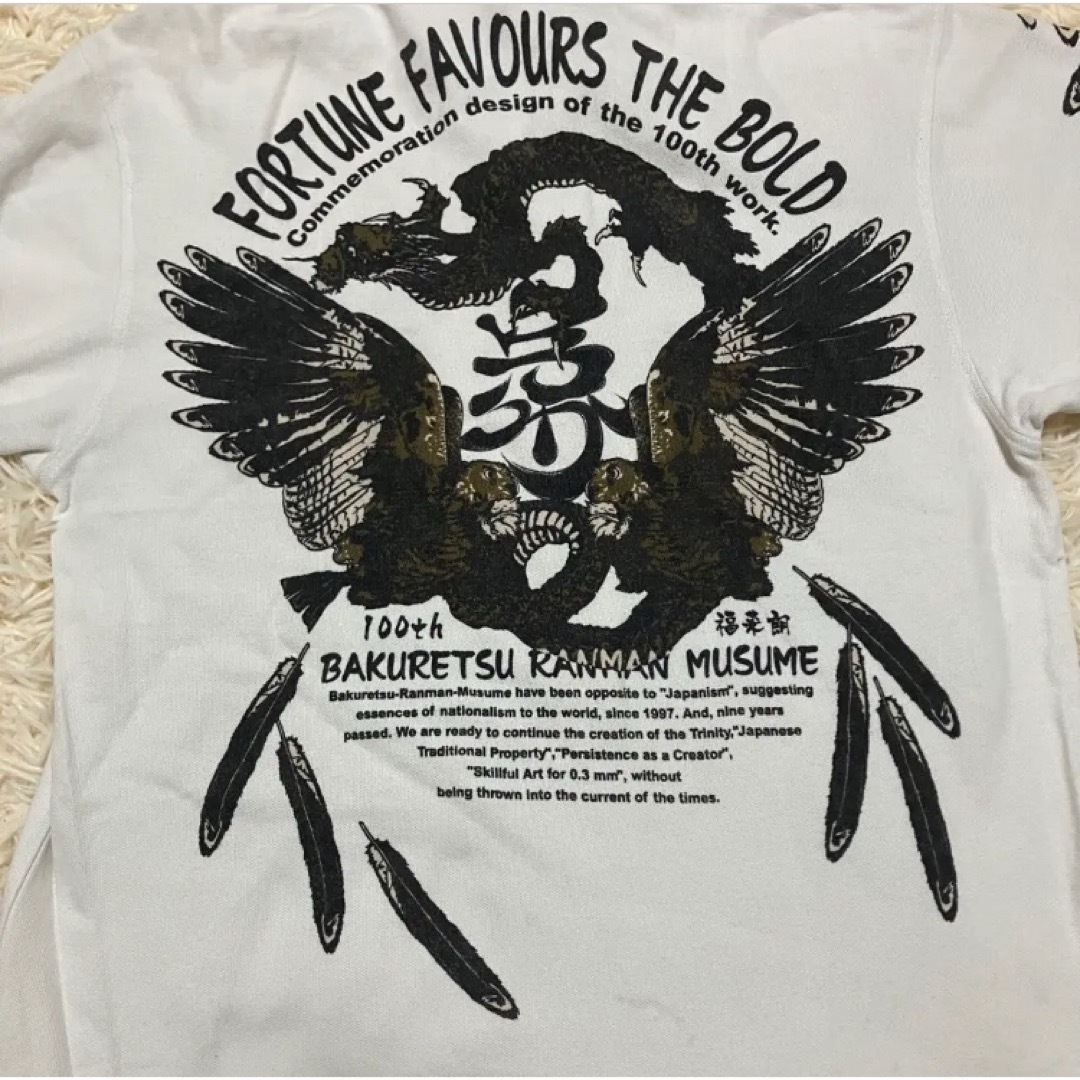 FORTUNE FAVOURS THE BOLD
Commemoration design of the 100th work.
100th
BAKURETSU RANMAN MUSUME
Bakuretsu-Ranman-Musume have been opposite to "Japanism", suggesting
essences of nationalism to the world, since 1997. And, nine years
passed. We are ready to continue the creation of the Trinity,"Japanese
Traditional Property","Persistence as a Creator",
"Skillful Art for 0.3 mm", without
being thrown into the current of the times.